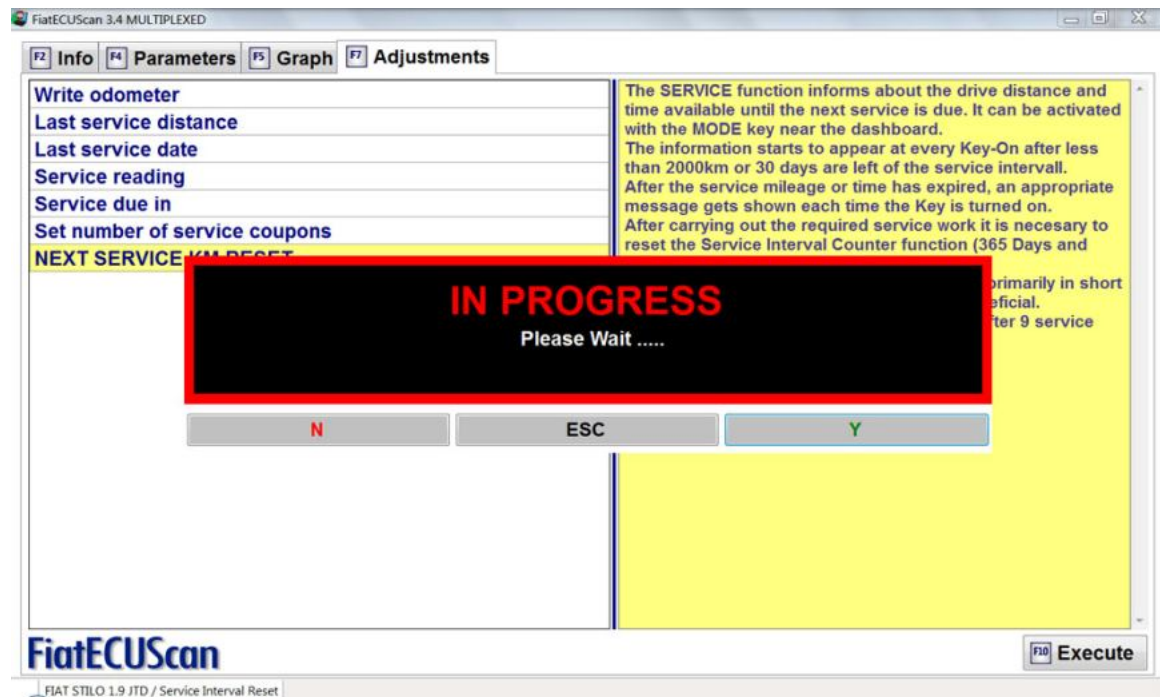 FiatECUScan 3.4 MULTIPLEXED
F2 Info F4 Parameters F5 Graph F7 Adjustments
Write odometer
Last service distance
Last service date
Service reading
Service due in
Set number of service coupons
NEXT SERVICE KM RESET
The SERVICE function informs about the drive distance and
time available until the next service is due. It can be activated
with the MODE key near the dashboard.
The information starts to appear at every Key-On after less
than 2000km or 30 days are left of the service intervall.
After the service mileage or time has expired, an appropriate
message gets shown each time the Key is turned on.
After carrying out the required service work it is necesary to
reset the Service Interval Counter function (365 Days and
primarily in short
9 service
IN PROGRESS
Please Wait .....
N ESC Y
FiatECUScan
F10 Execute
FIAT STILO 1.9 JTD / Service Interval Reset